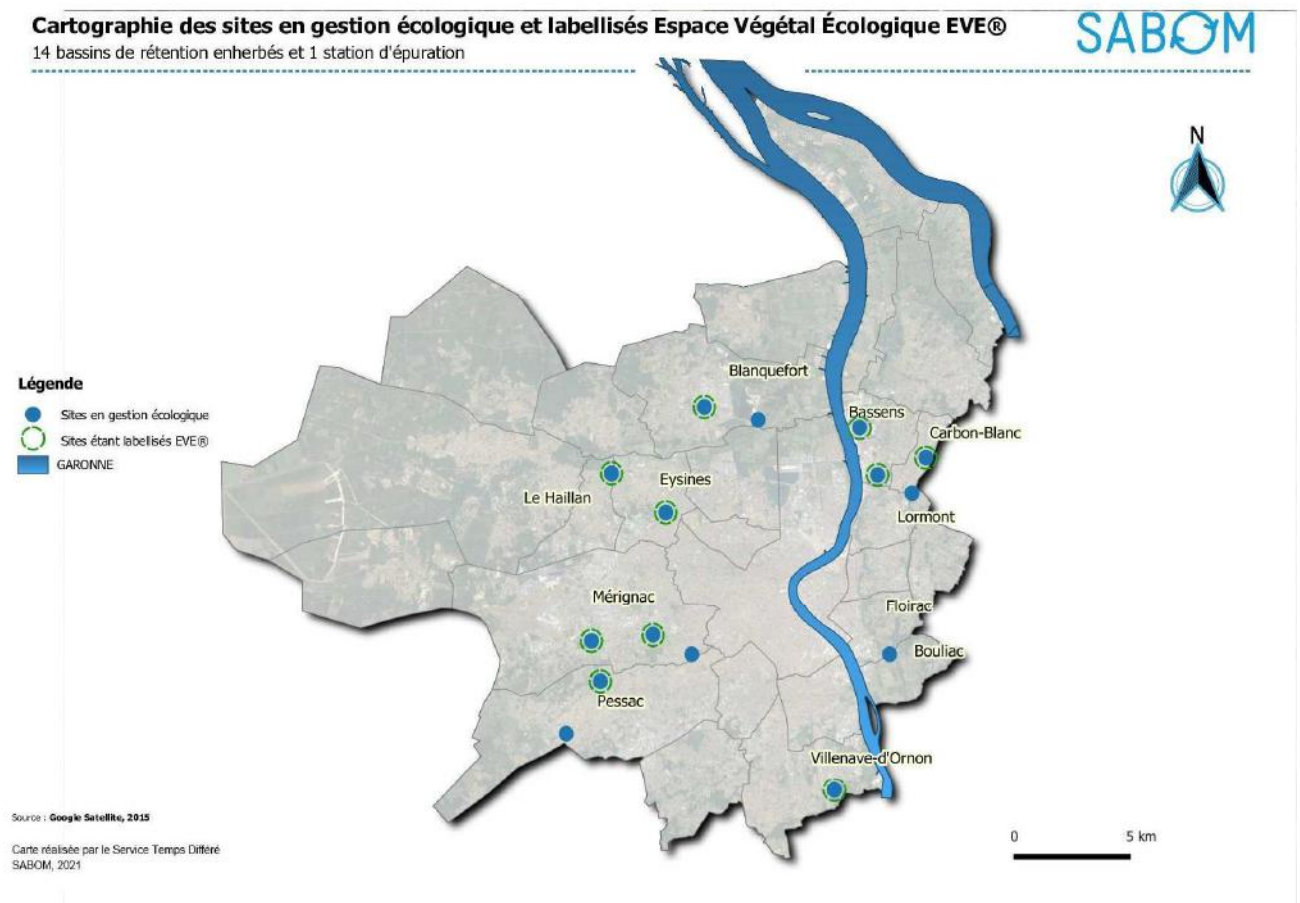 Cartographie des sites en gestion écologique et labellisés Espace Végétal Écologique EVE®
14 bassins de rétention enherbés et 1 station d'épuration
SABOM
N
Blanquefort
Bassens
Carbon-Blanc
Légende
Sites en gestion écologique
Sites étant labellisés EVE®
GARONNE
Le Haillan
Eysines
Lormont
Mérignac
Floirac
Bouliac
Pessac
Villenave-d'Ornon
Source : Google Satellite, 2015
Carte réalisée par le Service Temps Différé
SABOM, 2021
0 5 km